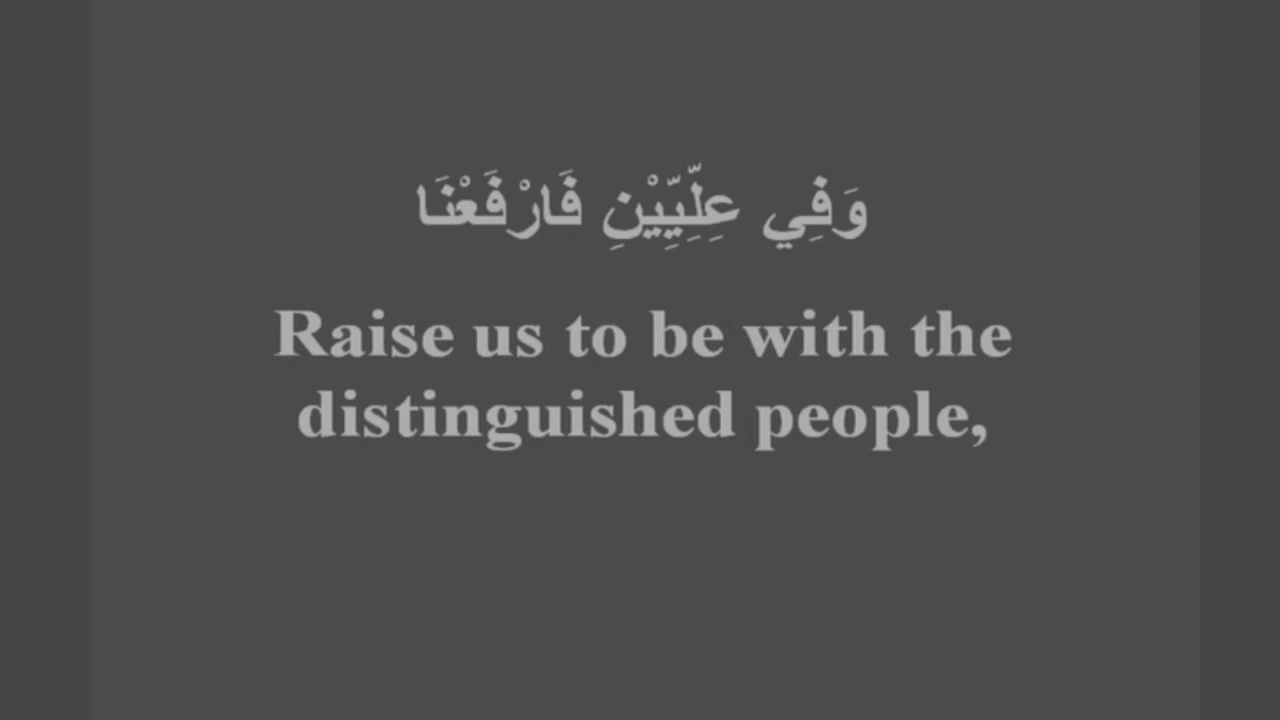 وَفِي عِلِّيِّيْنِ فَارْفَعْنَا
Raise us to be with the
distinguished people,